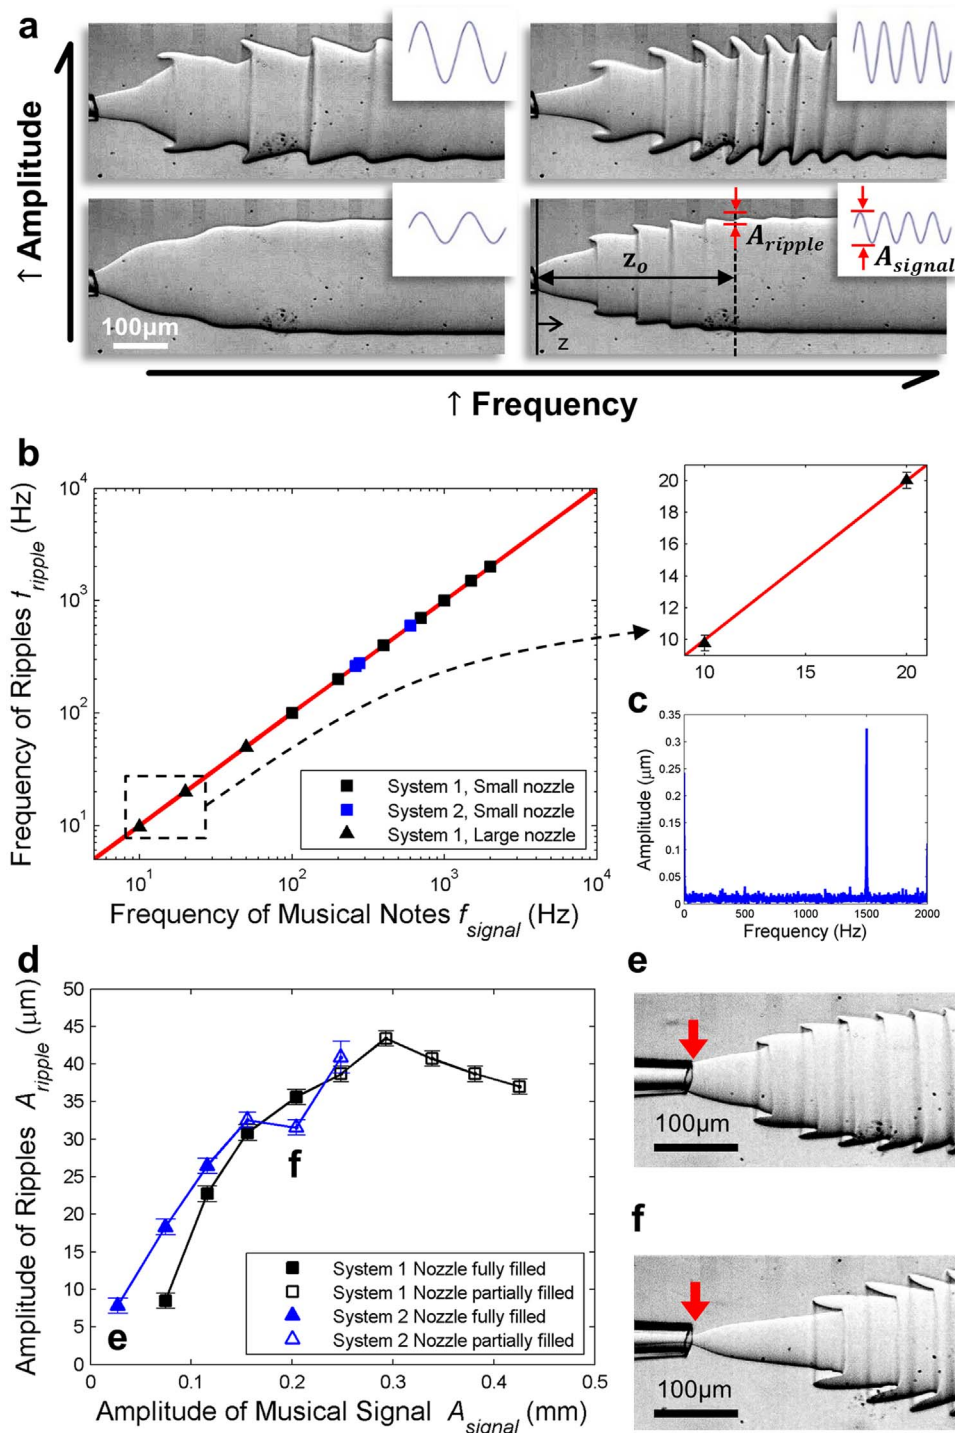 a
↑ Amplitude
100µm
A_ripple
z_o
A_signal
z
↑ Frequency
b
Frequency of Ripples f_ripple (Hz)
10^4
10^3
10^2
10^1
10^1 10^2 10^3 10^4
System 1, Small nozzle
System 2, Small nozzle
System 1, Large nozzle
Frequency of Musical Notes f_signal (Hz)
20
18
16
14
12
10
10 15 20
c
Amplitude (µm)
0.35
0.3
0.25
0.2
0.15
0.1
0.05
0
0 500 1000 1500 2000
Frequency (Hz)
d
Amplitude of Ripples A_ripple (µm)
50
45
40
35
30
25
20
15
10
5
0
0 0.1 0.2 0.3 0.4 0.5
f
e
System 1 Nozzle fully filled
System 1 Nozzle partially filled
System 2 Nozzle fully filled
System 2 Nozzle partially filled
Amplitude of Musical Signal A_signal (mm)
e
100µm
f
100µm